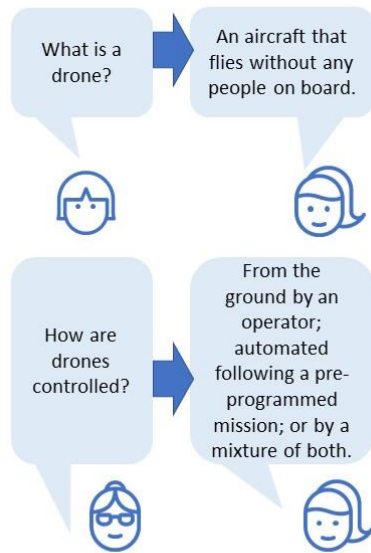 What is a
drone?
An aircraft that
flies without any
people on board.
How are
drones
controlled?
From the
ground by an
operator;
automated
following a pre-
programmed
mission; or by a
mixture of both.